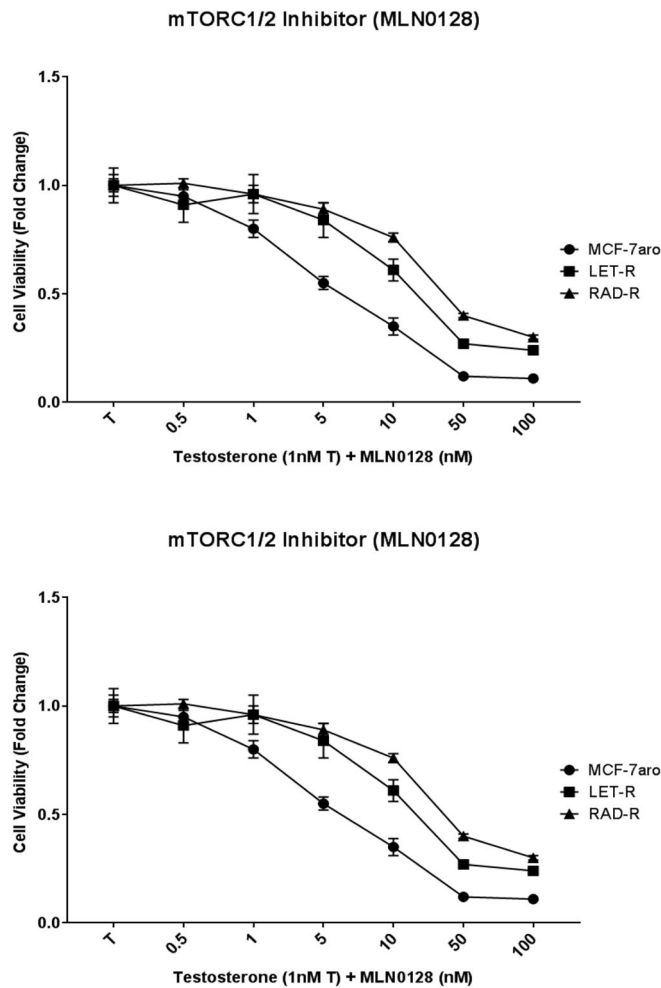 mTORC1/2 Inhibitor (MLN0128)
Cell Viability (Fold Change)
1.5
1.0
0.5
0.0
T
0.5
1
5
10
50
100
Testosterone (1nM T) + MLN0128 (nM)
MCF-7aro
LET-R
RAD-R
mTORC1/2 Inhibitor (MLN0128)
Cell Viability (Fold Change)
1.5
1.0
0.5
0.0
T
0.5
1
5
10
50
100
Testosterone (1nM T) + MLN0128 (nM)
MCF-7aro
LET-R
RAD-R